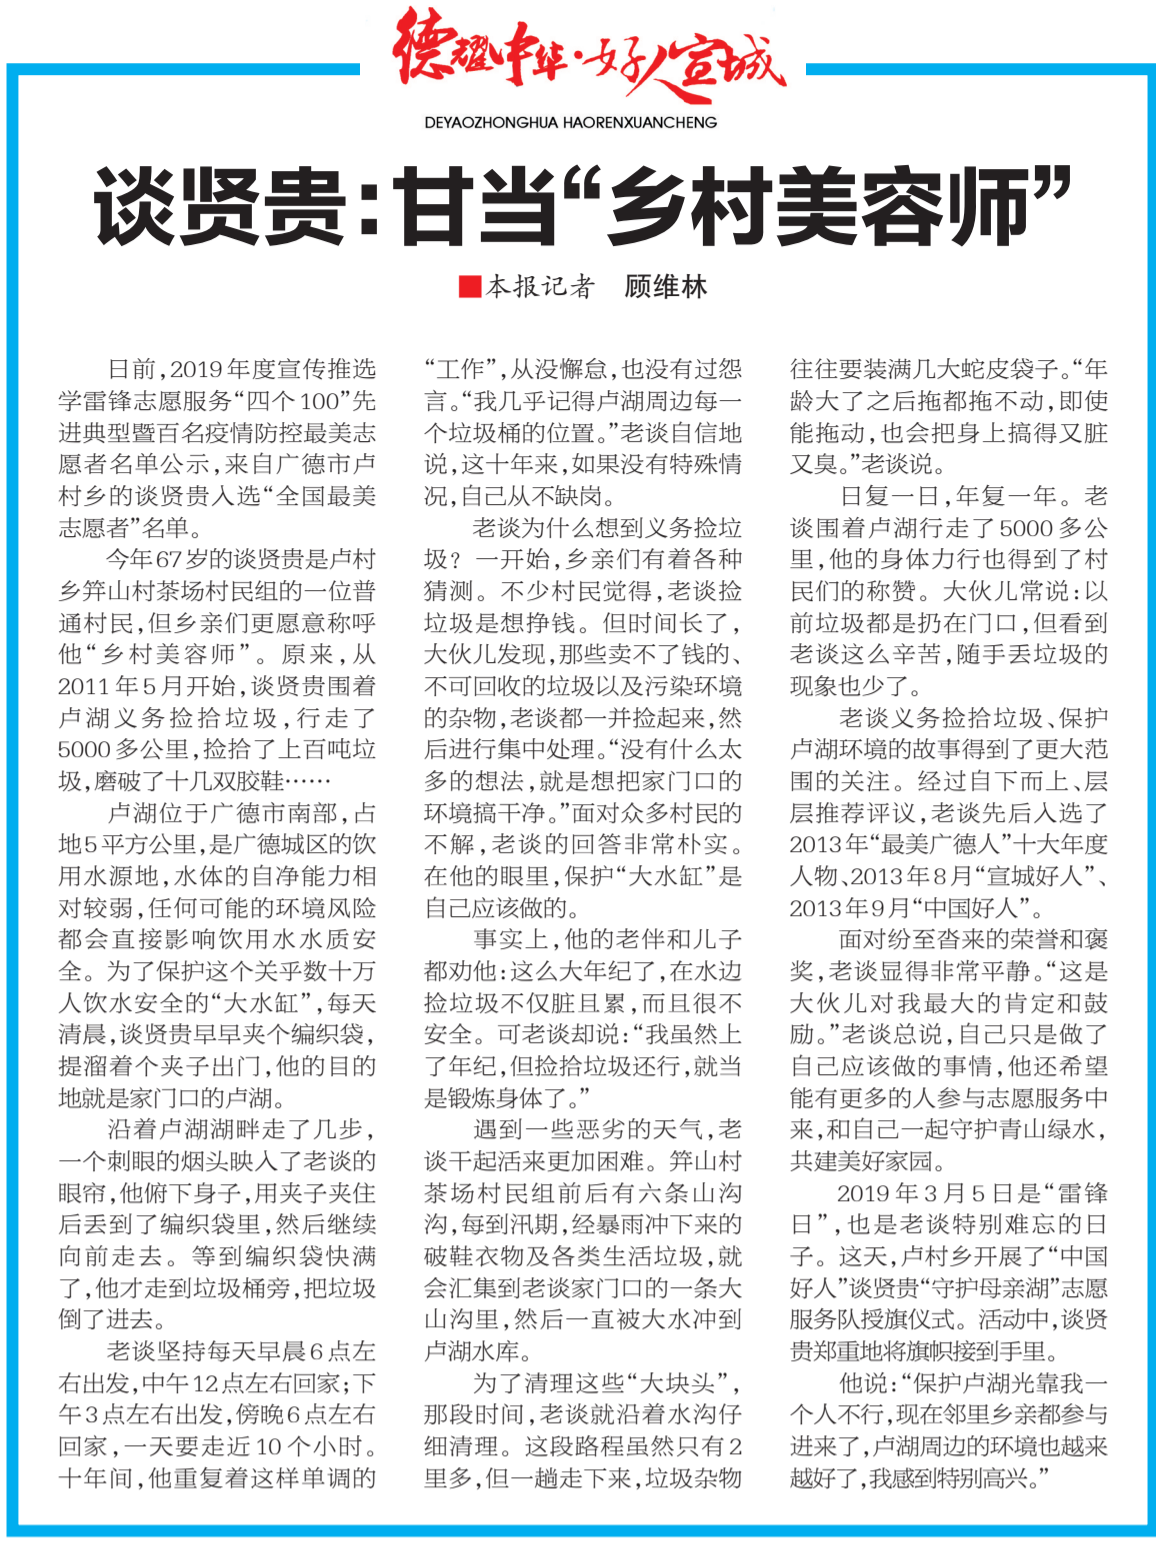 德耀中华·好人宣城
DEYAOZHONGHUA HAORENXUANCHENG
谈贤贵：甘当“乡村美容师”
■本报记者 顾维林
日前，2019年度宣传推选
学雷锋志愿服务“四个100”先
进典型暨百名疫情防控最美志
愿者名单公示，来自广德市卢
村乡的谈贤贵入选“全国最美
志愿者”名单。
今年67岁的谈贤贵是卢村
乡笄山村茶场村民组的一位普
通村民，但乡亲们更愿意称呼
他“乡村美容师”。原来，从
2011年5月开始，谈贤贵围着
卢湖义务捡拾垃圾，行走了
5000多公里，捡拾了上百吨垃
圾，磨破了十几双胶鞋……
卢湖位于广德市南部，占
地5平方公里，是广德城区的饮
用水源地，水体的自净能力相
对较弱，任何可能的环境风险
都会直接影响饮用水水质安
全。为了保护这个关乎数十万
人饮水安全的“大水缸”，每天
清晨，谈贤贵早早夹个编织袋，
提溜着个夹子出门，他的目的
地就是家门口的卢湖。
沿着卢湖湖畔走了几步，
一个刺眼的烟头映入了老谈的
眼帘，他俯下身子，用夹子夹住
后丢到了编织袋里，然后继续
向前走去。等到编织袋快满
了，他才走到垃圾桶旁，把垃圾
倒了进去。
老谈坚持每天早晨6点左
右出发，中午12点左右回家；下
午3点左右出发，傍晚6点左右
回家，一天要走近10个小时。
十年间，他重复着这样单调的
“工作”，从没懈怠，也没有过怨
言。“我几乎记得卢湖周边每一
个垃圾桶的位置。”老谈自信地
说，这十年来，如果没有特殊情
况，自己从不缺岗。
老谈为什么想到义务捡垃
圾？一开始，乡亲们有着各种
猜测。不少村民觉得，老谈捡
垃圾是想挣钱。但时间长了，
大伙儿发现，那些卖不了钱的、
不可回收的垃圾以及污染环境
的杂物，老谈都一并捡起来，然
后进行集中处理。“没有什么太
多的想法，就是想把家门口的
环境搞干净。”面对众多村民的
不解，老谈的回答非常朴实。
在他的眼里，保护“大水缸”是
自己应该做的。
事实上，他的老伴和儿子
都劝他：这么大年纪了，在水边
捡垃圾不仅脏且累，而且很不
安全。可老谈却说：“我虽然上
了年纪，但捡拾垃圾还行，就当
是锻炼身体了。”
遇到一些恶劣的天气，老
谈干起活来更加困难。笄山村
茶场村民组前后有六条山沟
沟，每到汛期，经暴雨冲下来的
破鞋衣物及各类生活垃圾，就
会汇集到老谈家门口的一条大
山沟里，然后一直被大水冲到
卢湖水库。
为了清理这些“大块头”，
那段时间，老谈就沿着水沟仔
细清理。这段路程虽然只有2
里多，但一趟走下来，垃圾杂物
往往要装满几大蛇皮袋子。“年
龄大了之后拖都拖不动，即使
能拖动，也会把身上搞得又脏
又臭。”老谈说。
日复一日，年复一年。老
谈围着卢湖行走了5000多公
里，他的身体力行也得到了村
民们的称赞。大伙儿常说：以
前垃圾都是扔在门口，但看到
老谈这么辛苦，随手丢垃圾的
现象也少了。
老谈义务捡拾垃圾、保护
卢湖环境的故事得到了更大范
围的关注。经过自下而上、层
层推荐评议，老谈先后入选了
2013年“最美广德人”十大年度
人物、2013年8月“宣城好人”、
2013年9月“中国好人”。
面对纷至沓来的荣誉和褒
奖，老谈显得非常平静。“这是
大伙儿对我最大的肯定和鼓
励。”老谈总说，自己只是做了
自己应该做的事情，他还希望
能有更多的人参与志愿服务中
来，和自己一起守护青山绿水，
共建美好家园。
2019年3月5日是“雷锋
日”，也是老谈特别难忘的日
子。这天，卢村乡开展了“中国
好人”谈贤贵“守护母亲湖”志愿
服务队授旗仪式。活动中，谈贤
贵郑重地将旗帜接到手里。
他说：“保护卢湖光靠我一
个人不行，现在邻里乡亲都参与
进来了，卢湖周边的环境也越来
越好了，我感到特别高兴。”